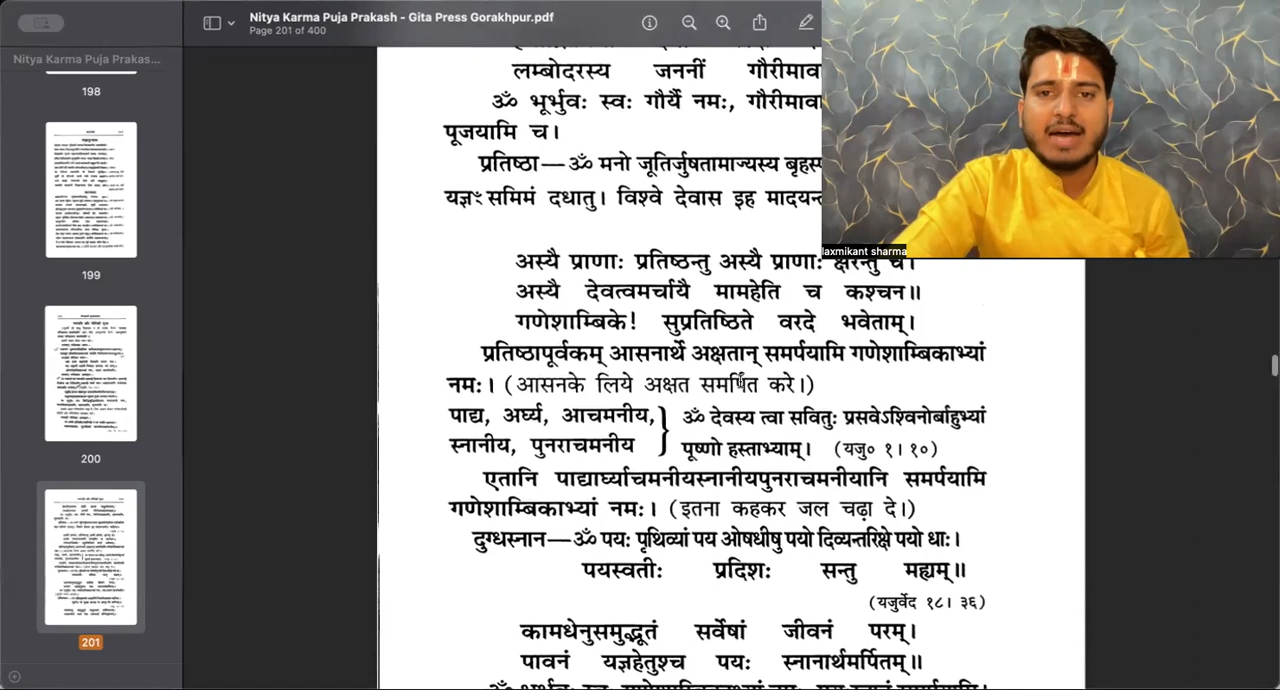 Nitya Karma Puja Prakash - Gita Press Gorakhpur.pdf
Page 201 of 400
Nitya Karma Puja Prakas...
198
199
200
201
लम्बोदरस्य जननीं गौरीमावा
ॐ भूर्भुवः स्वः गौर्यै नमः, गौरीमावा
पूजयामि च।
प्रतिष्ठा—ॐ मनो जूतिर्जुषतामाज्यस्य बृहस्प
यज्ञꣳ समिमं दधातु। विश्वे देवास इह मादयन्
laxmikant sharma
अस्यै प्राणाः प्रतिष्ठन्तु अस्यै प्राणाः क्षरन्तु च।
अस्यै देवत्वमर्चायै मामहेति च कश्चन॥
गणेशाम्बिके! सुप्रतिष्ठिते वरदे भवेताम्।
प्रतिष्ठापूर्वकम् आसनार्थे अक्षतान् समर्पयामि गणेशाम्बिकाभ्यां
नमः। (आसनके लिये अक्षत समर्पित करे।)
पाद्य, अर्घ्य, आचमनीय, ॐ देवस्य त्वा सवितुः प्रसवेऽश्विनोर्बाहुभ्यां
स्नानीय, पुनराचमनीय पूष्णो हस्ताभ्याम्। (यजु० १। १०)
एतानि पाद्यार्घ्याचमनीयस्नानीयपुनराचमनीयानि समर्पयामि
गणेशाम्बिकाभ्यां नमः। (इतना कहकर जल चढ़ा दे।)
दुग्धस्नान—ॐ पयः पृथिव्यां पय ओषधीषु पयो दिव्यन्तरिक्षे पयो धाः।
पयस्वतीः प्रदिशः सन्तु मह्यम्॥
(यजुर्वेद १८। ३६)
कामधेनुसमुद्भूतं सर्वेषां जीवनं परम्।
पावनं यज्ञहेतुश्च पयः स्नानार्थमर्पितम्॥